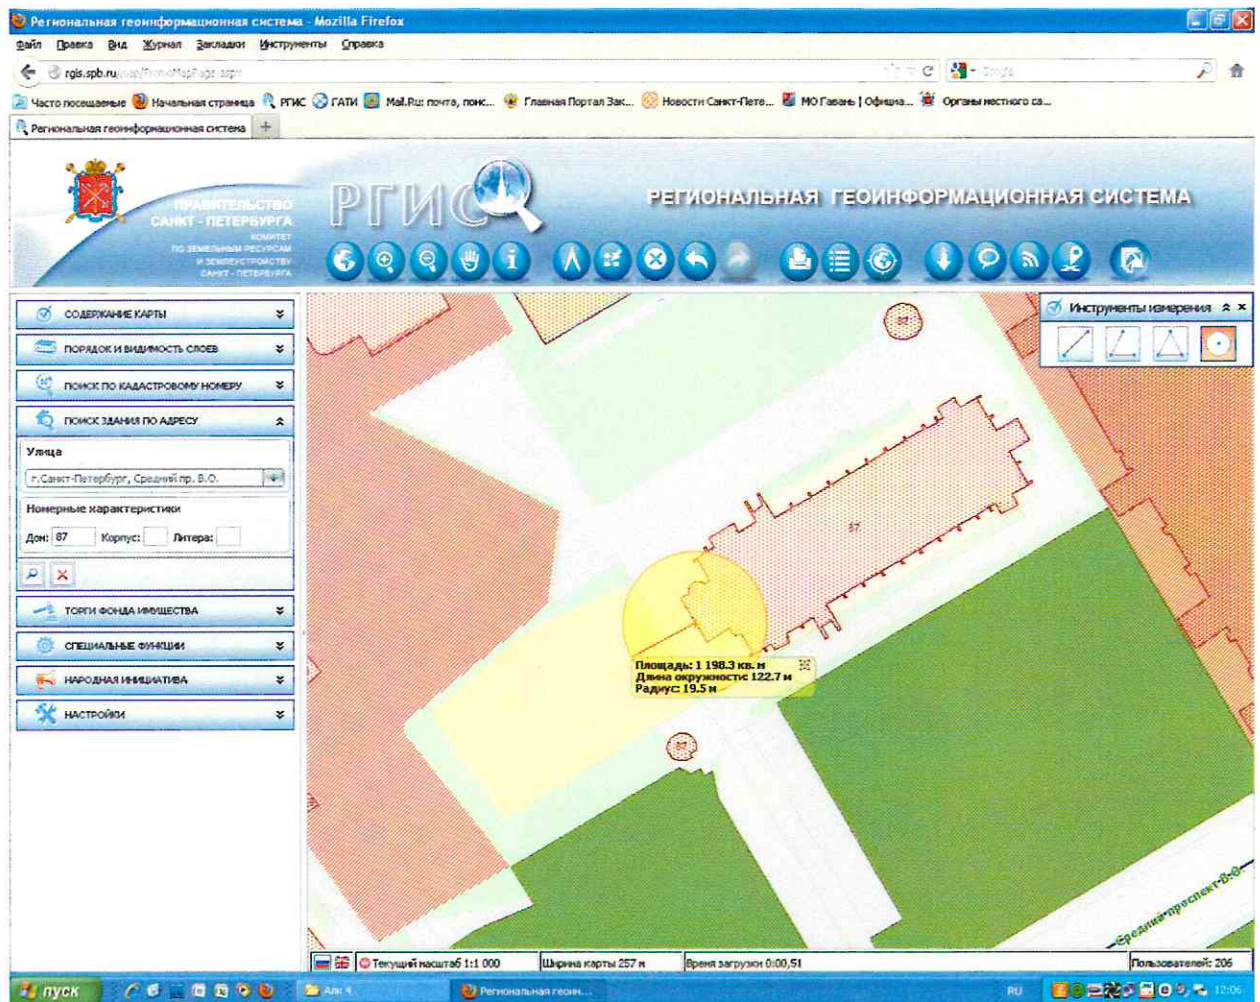 Региональная геоинформационная система - Mozilla Firefox
Файл Правка Вид Журнал Закладки Инструменты Справка
rgis.spb.ru/map/PromoMapPage.aspx
Google
Часто посещаемые Начальная страница РГИС ГАТИ Mail.Ru: почта, поис... Главная Портал Зак... Новости Санкт-Пете... МО Гавань | Официа... Органы местного са...
Региональная геоинформационная система +
ПРАВИТЕЛЬСТВО
САНКТ - ПЕТЕРБУРГА
КОМИТЕТ
ПО ЗЕМЕЛЬНЫМ РЕСУРСАМ
И ЗЕМЛЕУСТРОЙСТВУ
САНКТ - ПЕТЕРБУРГА
РГИС
РЕГИОНАЛЬНАЯ ГЕОИНФОРМАЦИОННАЯ СИСТЕМА
СОДЕРЖАНИЕ КАРТЫ
ПОРЯДОК И ВИДИМОСТЬ СЛОЕВ
ПОИСК ПО КАДАСТРОВОМУ НОМЕРУ
ПОИСК ЗДАНИЯ ПО АДРЕСУ
Улица
г.Санкт-Петербург, Средний пр. В.О.
Номерные характеристики
Дом: 87 Корпус: Литера:
ТОРГИ ФОНДА ИМУЩЕСТВА
СПЕЦИАЛЬНЫЕ ФУНКЦИИ
НАРОДНАЯ ИНИЦИАТИВА
НАСТРОЙКИ
Инструменты измерения
87
87
Площадь: 1 198.3 кв. м
Длина окружности: 122.7 м
Радиус: 19.5 м
87
Средний проспект В.О.
Текущий масштаб 1:1 000 Ширина карты 257 м Время загрузки 0:00,51 Пользователей: 206
пуск
Региональная геоин...
RU
12:06